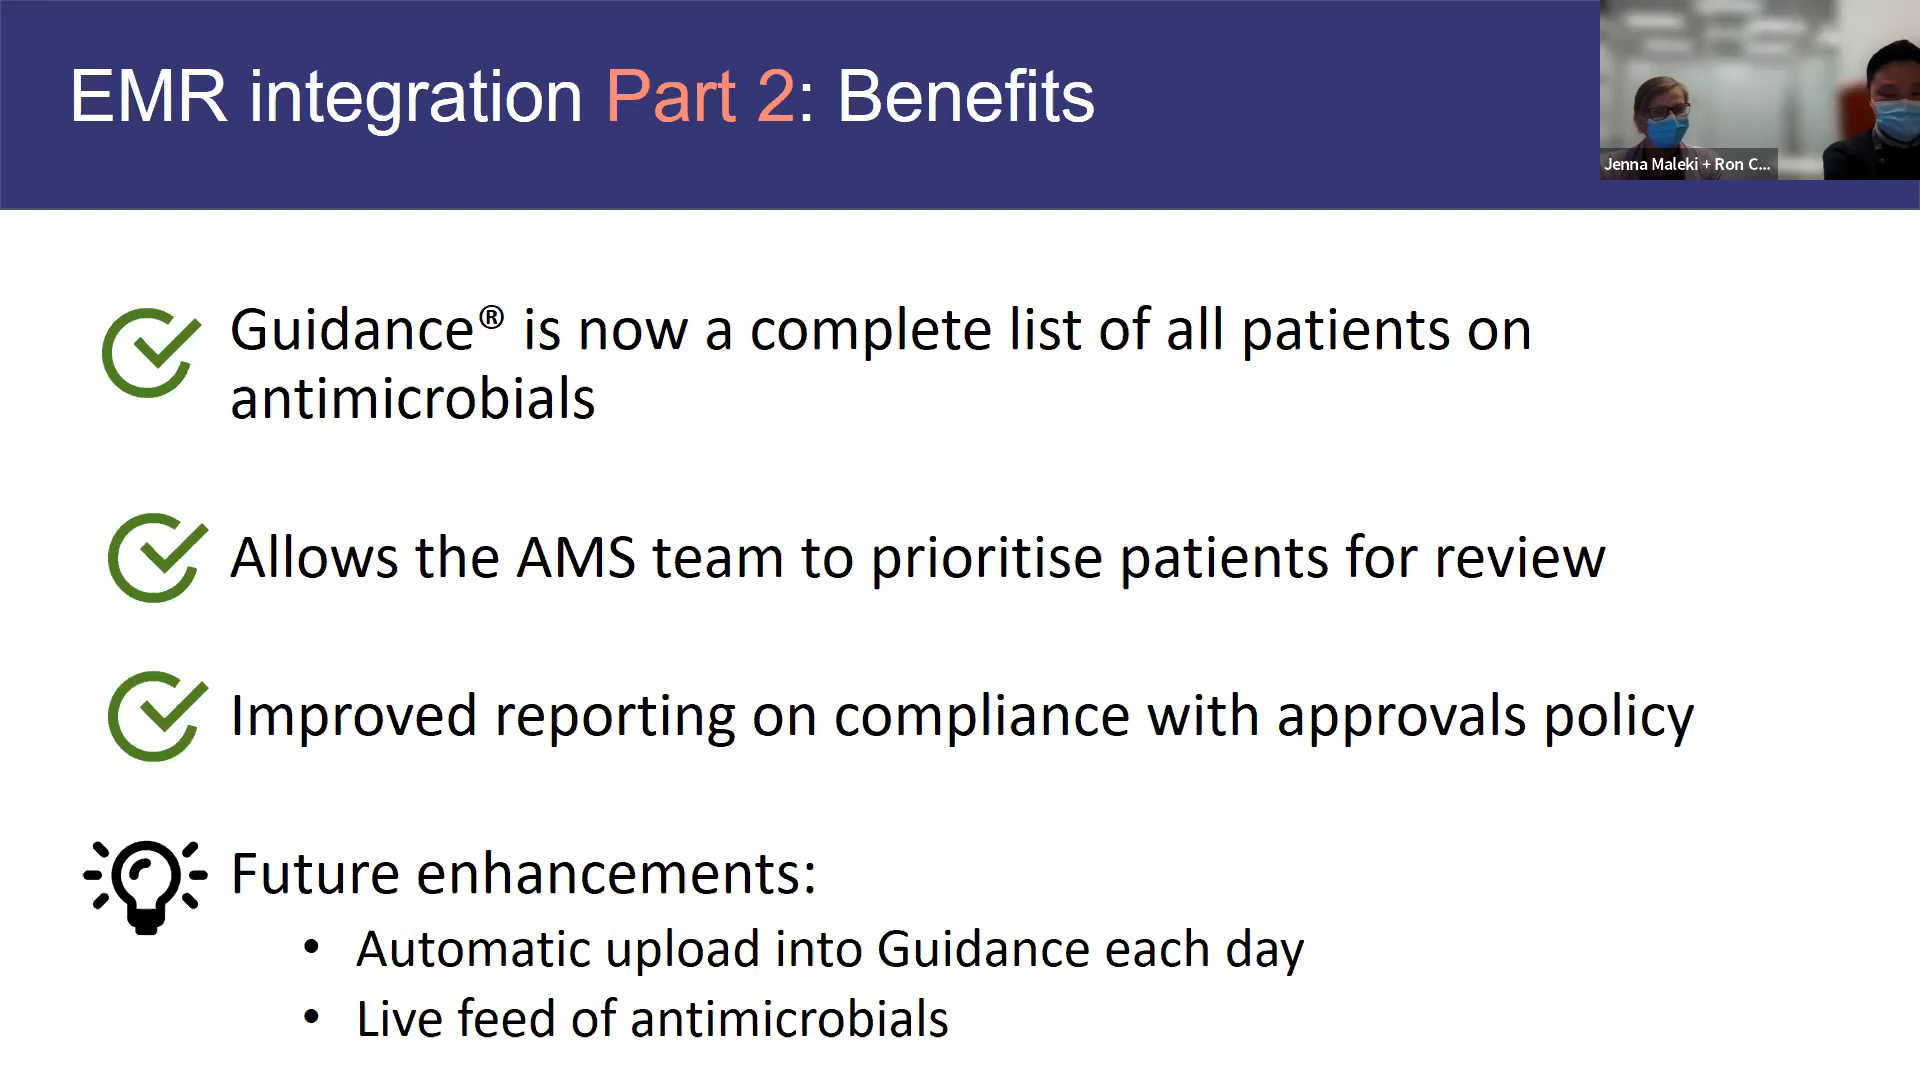 EMR integration Part 2: Benefits
Jenna Maleki + Ron C...
Guidance® is now a complete list of all patients on
antimicrobials
Allows the AMS team to prioritise patients for review
Improved reporting on compliance with approvals policy
Future enhancements:
• Automatic upload into Guidance each day
• Live feed of antimicrobials